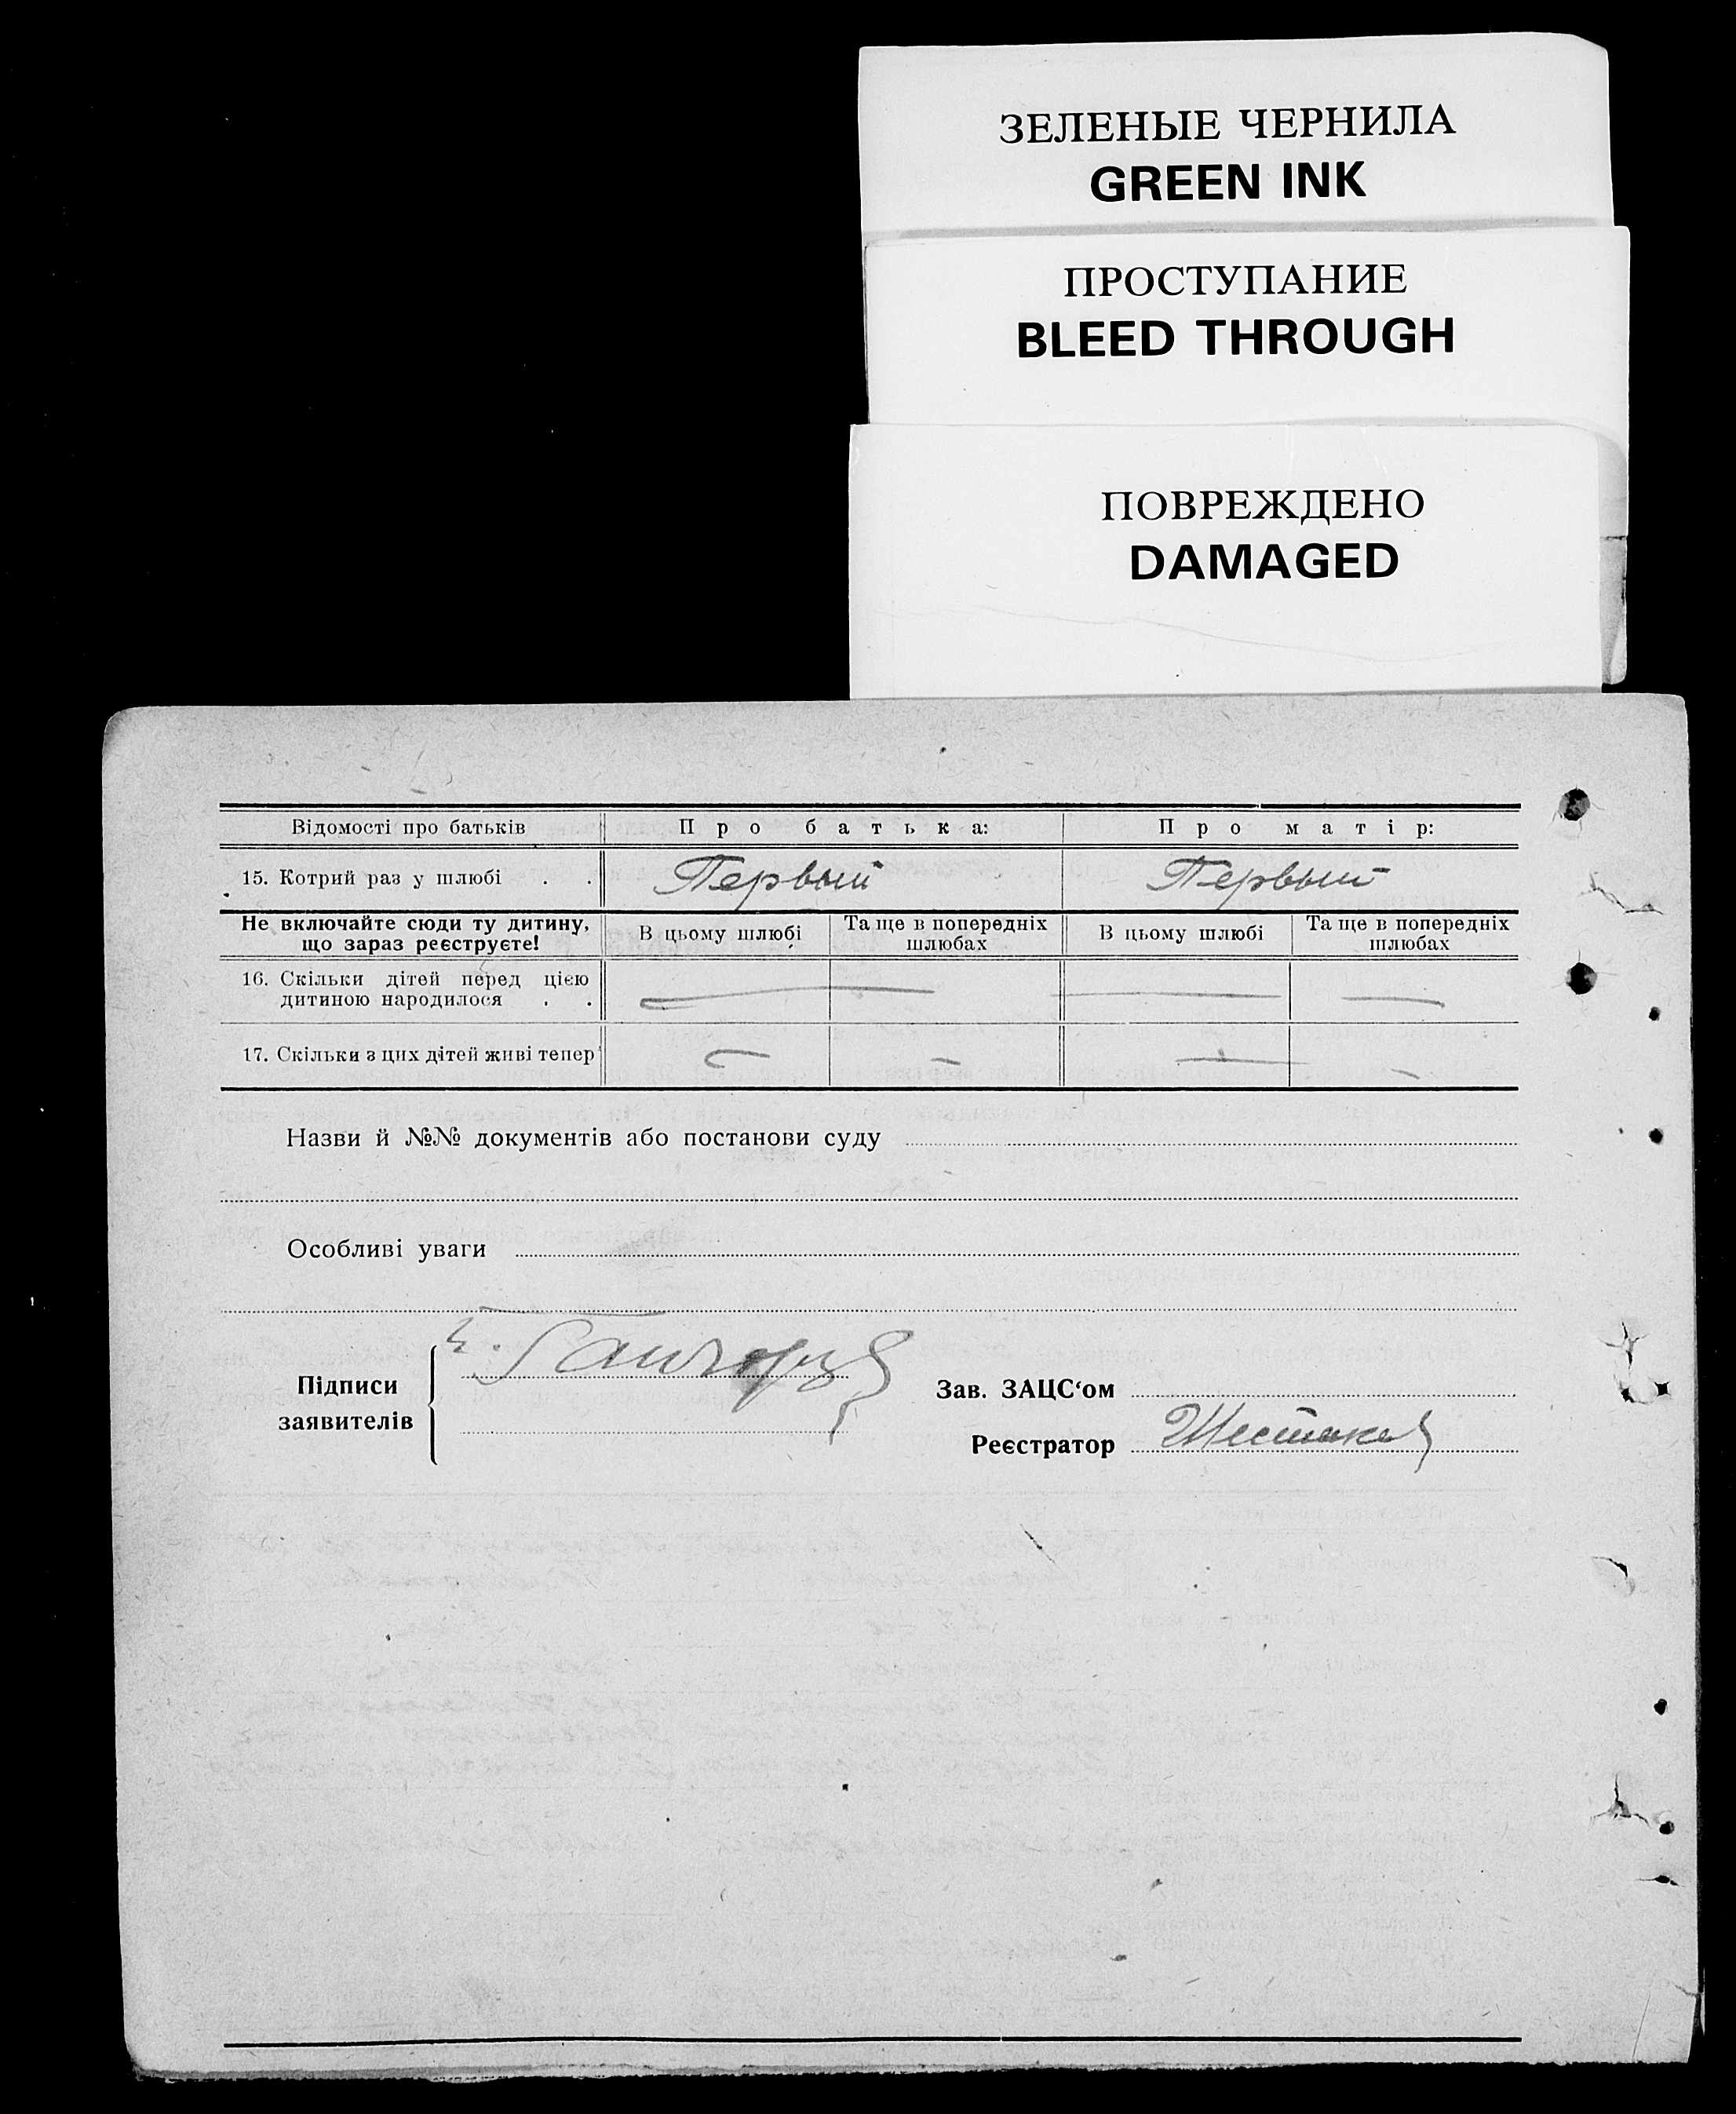 ЗЕЛЕНЫЕ ЧЕРНИЛА
GREEN INK
ПРОСТУПАНИЕ
BLEED THROUGH
ПОВРЕЖДЕНО
DAMAGED
Відомості про батьків Про батька: Про матір:
15. Котрий раз у шлюбі . . Первый Первый
Не включайте сюди ту дитину, що зараз реєструєте! В цьому шлюбі Та ще в попередніх шлюбах В цьому шлюбі Та ще в попередніх шлюбах
16. Скільки дітей перед цією дитиною народилося . . — — — —
17. Скільки з цих дітей живі тепер — — — —
Назви й №№ документів або постанови суду
Особливі уваги
Підписи заявителів
Зав. ЗАЦС‘ом
Реєстратор